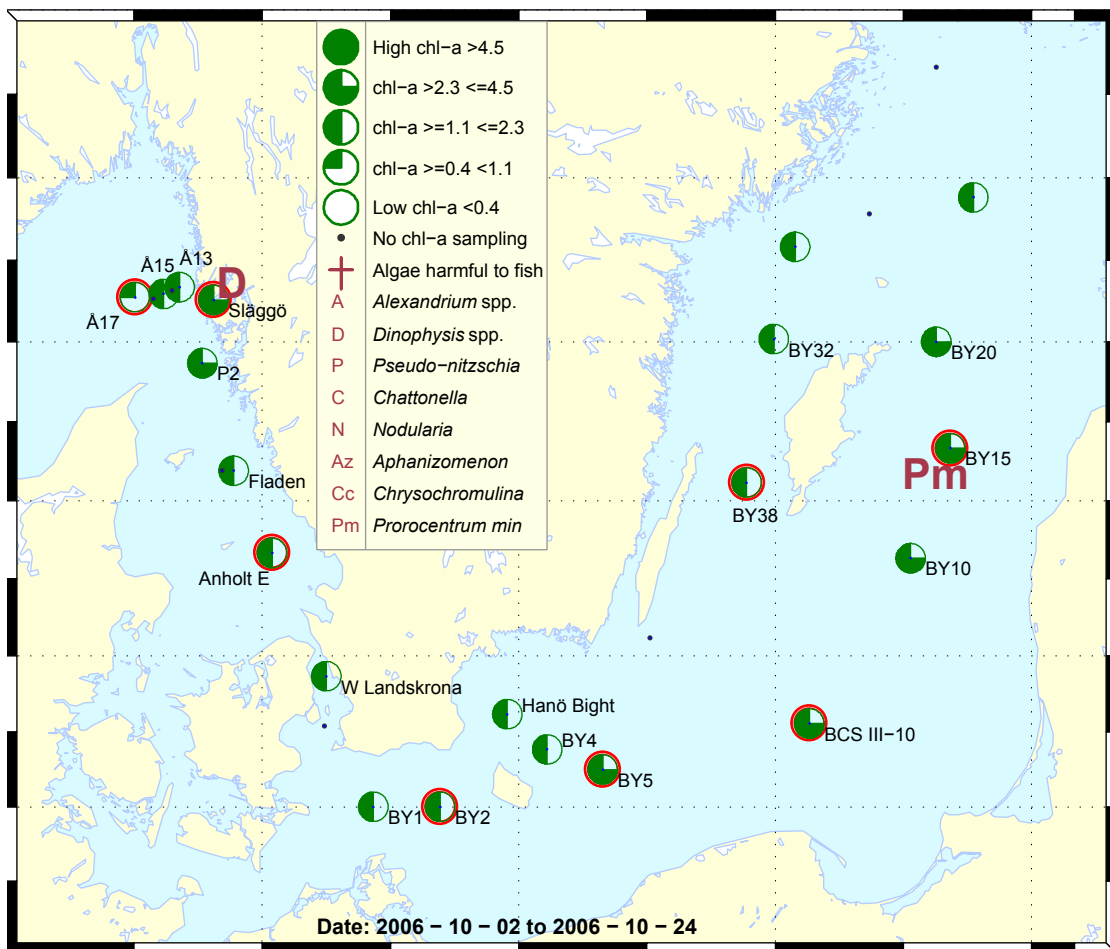 High chl−a >4.5
chl−a >2.3 <=4.5
chl−a >=1.1 <=2.3
chl−a >=0.4 <1.1
Low chl−a <0.4
No chl−a sampling
Algae harmful to fish
A Alexandrium spp.
D Dinophysis spp.
P Pseudo−nitzschia
C Chattonella
N Nodularia
Az Aphanizomenon
Cc Chrysochromulina
Pm Prorocentrum min
Å13
Å15
D
Släggö
Å17
P2
BY32
BY20
BY15
Pm
Fladen
BY38
BY10
Anholt E
W Landskrona
Hanö Bight
BCS III−10
BY4
BY5
BY1
BY2
Date: 2006 − 10 − 02 to 2006 − 10 − 24